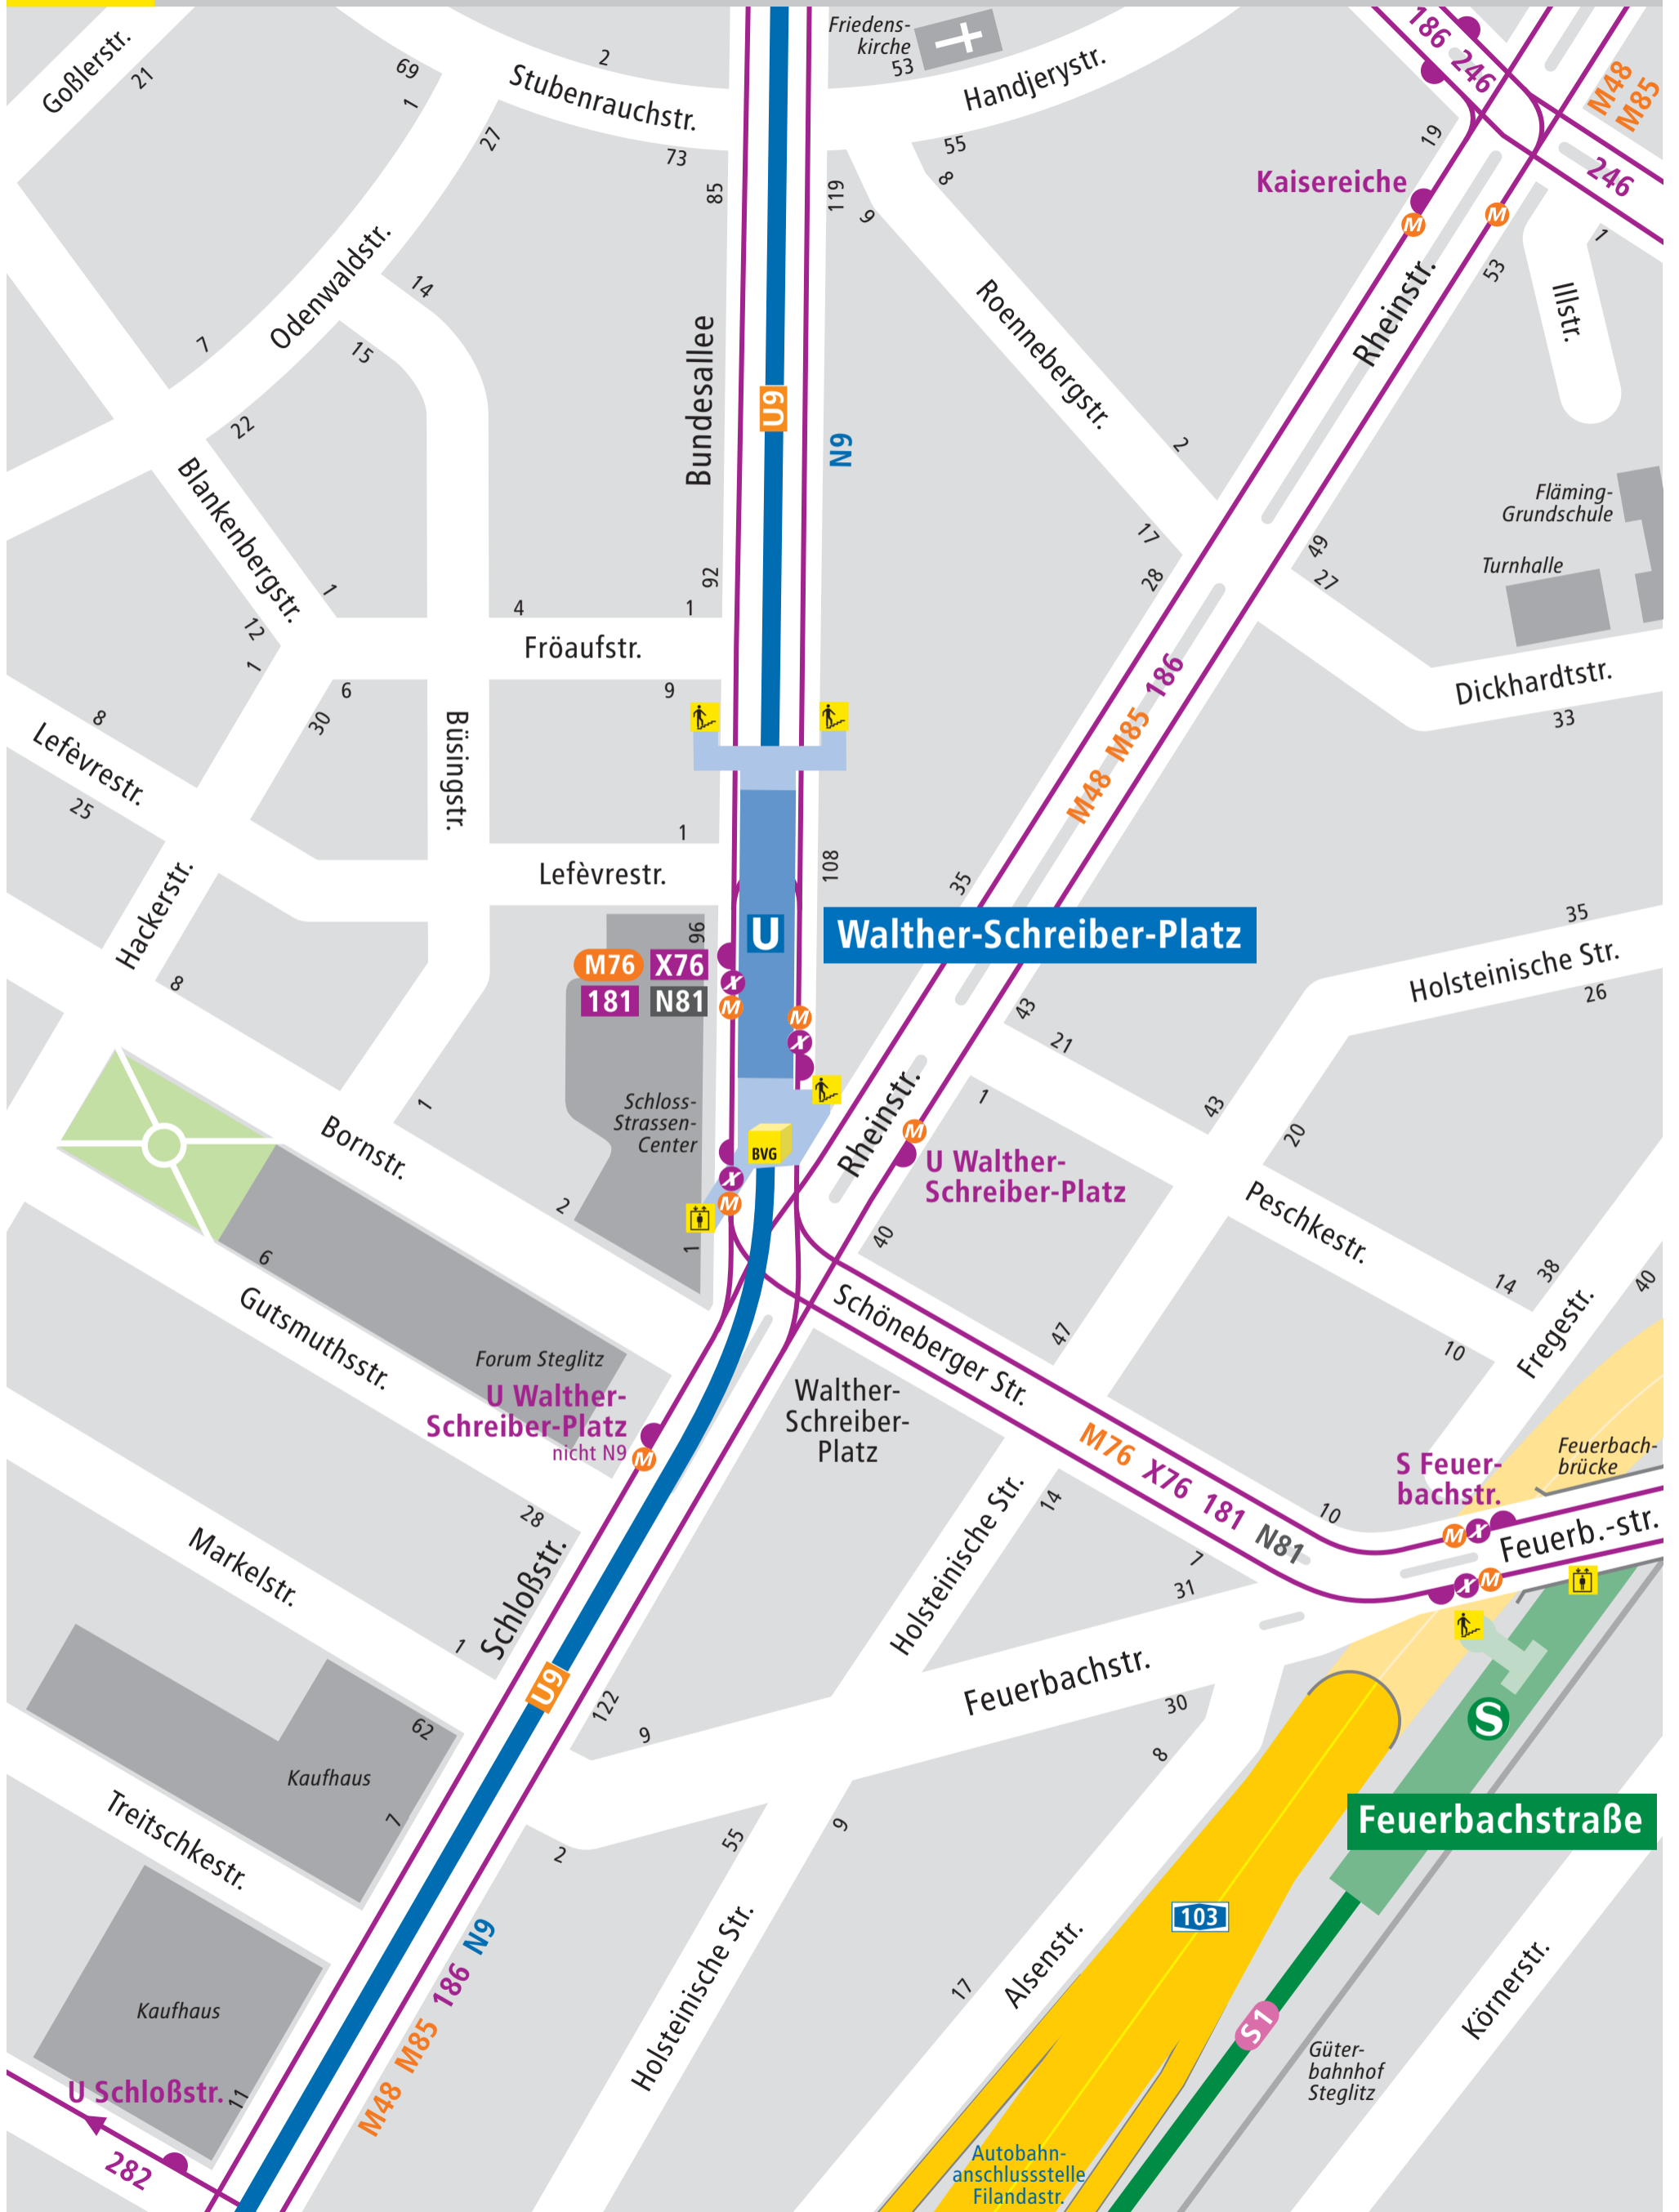 Goßlerstr.
21
69
1
27
2
Stubenrauchstr.
73
85
Friedens-
kirche
53
Handjerystr.
55
8
119
9
186 246
M48
M85
19
246
Kaisereiche
M
M
1
53
Illstr.
Rheinstr.
Odenwaldstr.
14
15
7
22
Bundesallee
U9
N9
Roennebergstr.
2
17
28
49
27
Fläming-
Grundschule
Turnhalle
Dickhardtstr.
33
Blankenbergstr.
1
12
1
4
1
92
Fröaufstr.
6
9
30
8
Lefèvrestr.
25
Büsingstr.
1
Lefèvrestr.
108
M48 M85 186
35
Hackerstr.
8
96
U
Walther-Schreiber-Platz
M76 X76
181 N81
X
M
M
X
35
Holsteinische Str.
26
43
21
1
43
20
Schloss-
Strassen-
Center
BVG
X
M
1
Rheinstr.
M
U Walther-
Schreiber-Platz
40
Bornstr.
1
2
6
Gutsmuthsstr.
Forum Steglitz
U Walther-
Schreiber-Platz
nicht N9
M
Schöneberger Str.
47
Peschkestr.
14
38
40
10
Fregestr.
Walther-
Schreiber-
Platz
M76 X76 181 N81
10
S Feuer-
bachstr.
Feuerbach-
brücke
M
X
Feuerb.-str.
X
M
28
Markelstr.
1
Schloßstr.
U9
122
14
Holsteinische Str.
7
31
Feuerbachstr.
30
8
9
S
62
Kaufhaus
7
Treitschkestr.
2
55
9
Feuerbachstraße
103
Kaufhaus
M48 M85 186 N9
Holsteinische Str.
17
Alsenstr.
S1
Körnerstr.
Güter-
bahnhof
Steglitz
U Schloßstr.
11
282
Autobahn-
anschlussstelle
Filandastr.